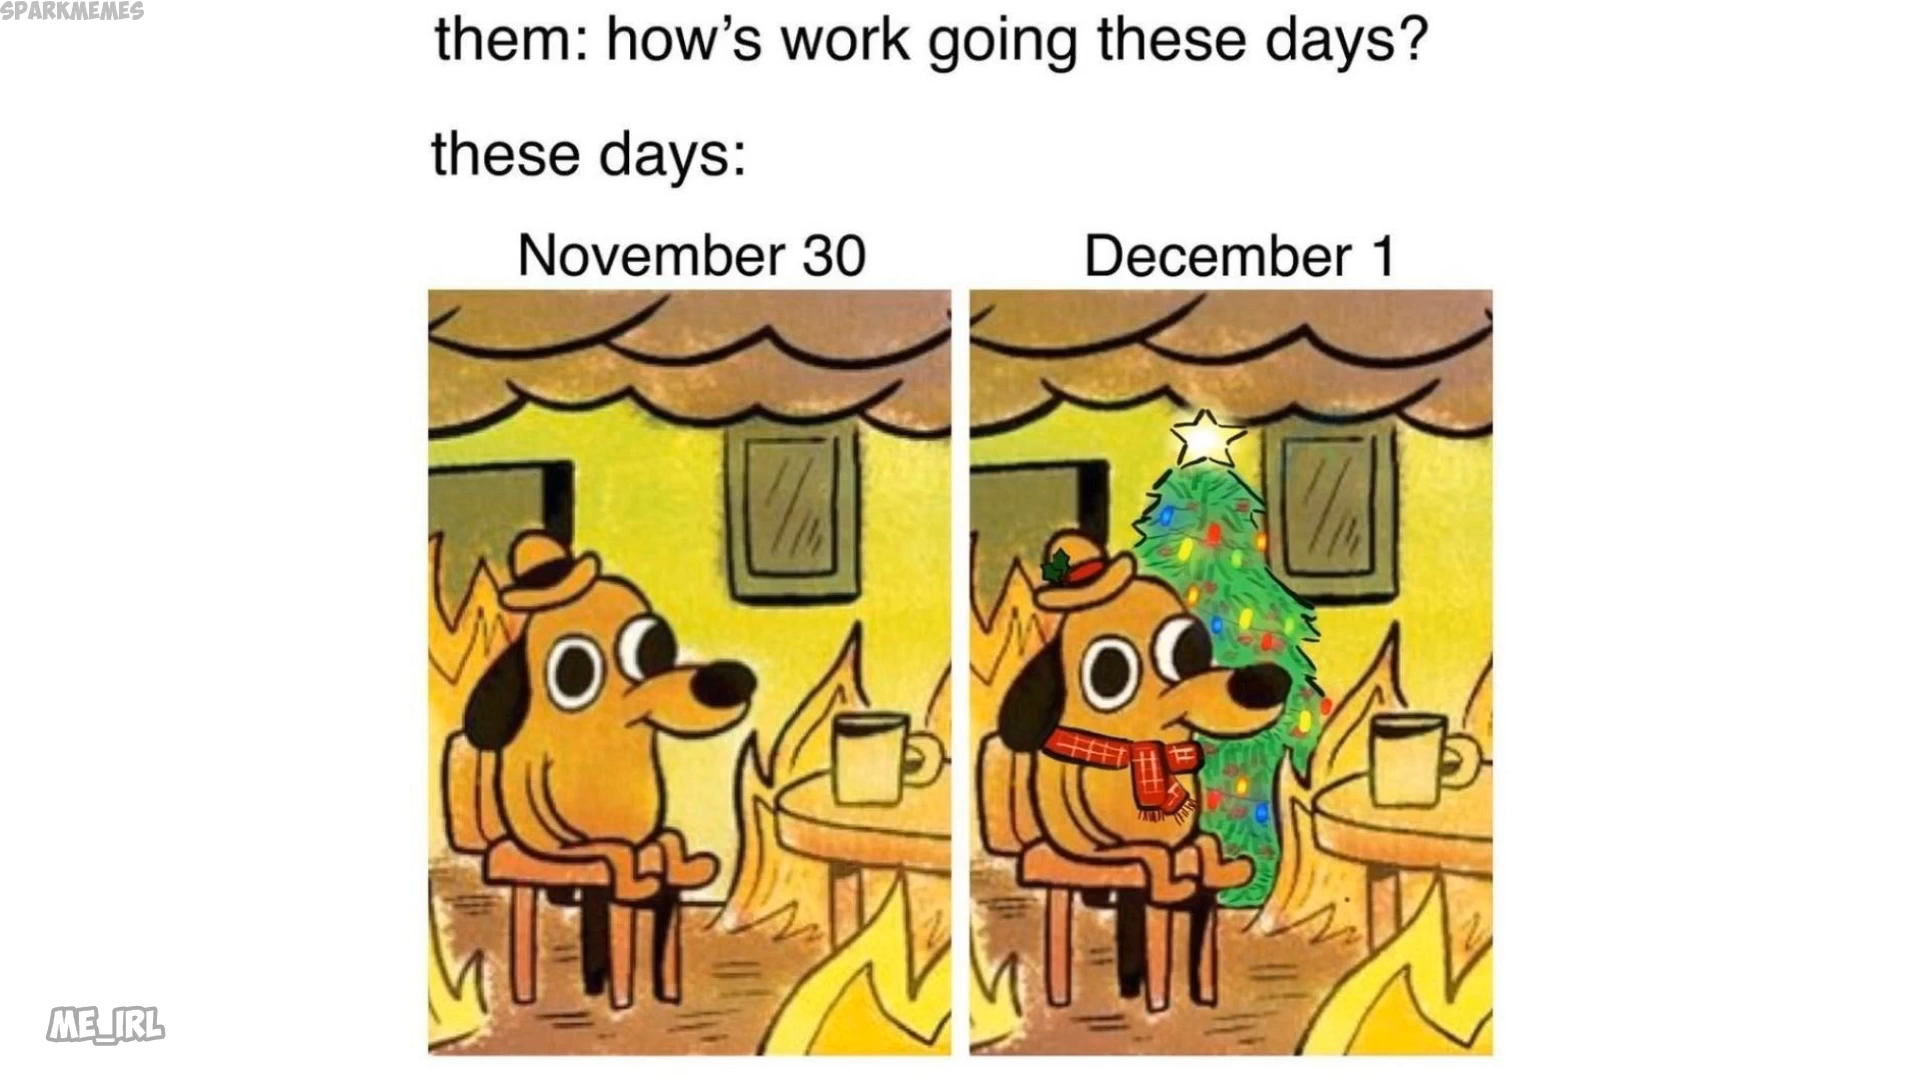 SPARKMEMES
them: how’s work going these days?
these days:
November 30
December 1
ME_IRL